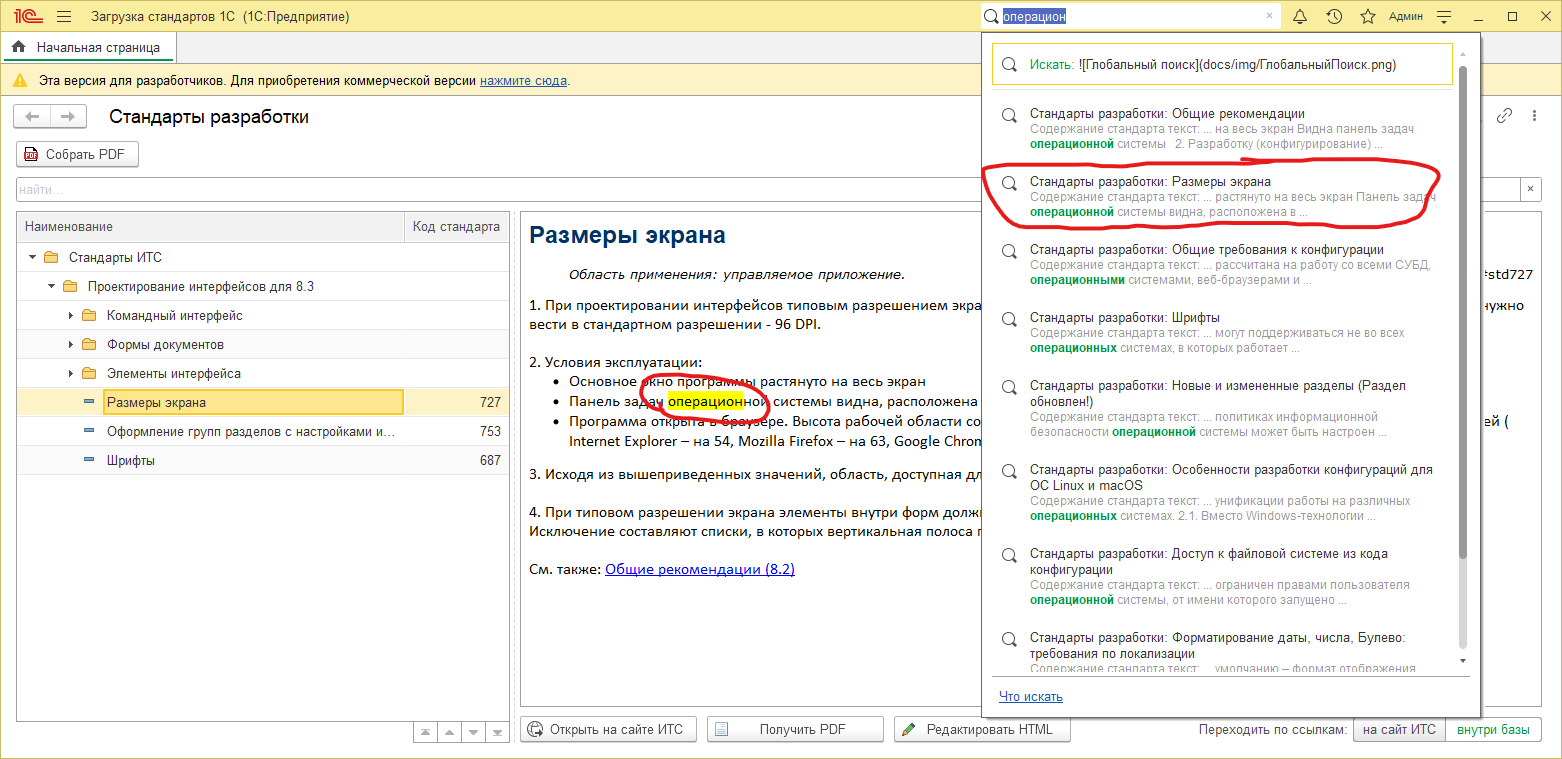 1С Загрузка стандартов 1С (1С:Предприятие)
операцион
×
Админ
Начальная страница
Эта версия для разработчиков. Для приобретения коммерческой версии нажмите сюда.
Стандарты разработки
PDF Собрать PDF
найти...
×
Наименование
Код стандарта
Стандарты ИТС
Проектирование интерфейсов для 8.3
Командный интерфейс
Формы документов
Элементы интерфейса
Размеры экрана 727
Оформление групп разделов с настройками и... 753
Шрифты 687
Размеры экрана
Область применения: управляемое приложение.
std727
1. При проектировании интерфейсов типовым разрешением экра
нужно
вести в стандартном разрешении - 96 DPI.
2. Условия эксплуатации:
• Основное окно программы растянуто на весь экран
• Панель задач операционной системы видна, расположена
• Программа открыта в браузере. Высота рабочей области со
ей (
Internet Explorer – на 54, Mozilla Firefox – на 63, Google Chrom
3. Исходя из вышеприведенных значений, область, доступная дл
4. При типовом разрешении экрана элементы внутри форм долж
Исключение составляют списки, в которых вертикальная полоса п
См. также: Общие рекомендации (8.2)
Искать: ![Глобальный поиск](docs/img/ГлобальныйПоиск.png)
Стандарты разработки: Общие рекомендации
Содержание стандарта текст: ... на весь экран Видна панель задач
операционной системы 2. Разработку (конфигурирование) ...
Стандарты разработки: Размеры экрана
Содержание стандарта текст: ... растянуто на весь экран Панель задач
операционной системы видна, расположена в ...
Стандарты разработки: Общие требования к конфигурации
Содержание стандарта текст: ... рассчитана на работу со всеми СУБД,
операционными системами, веб-браузерами и ...
Стандарты разработки: Шрифты
Содержание стандарта текст: ... могут поддерживаться не во всех
операционных системах, в которых работает ...
Стандарты разработки: Новые и измененные разделы (Раздел
обновлен!)
Содержание стандарта текст: ... политиках информационной
безопасности операционной системы может быть настроен ...
Стандарты разработки: Особенности разработки конфигураций для
ОС Linux и macOS
Содержание стандарта текст: ... унификации работы на различных
операционных системах. 2.1. Вместо Windows-технологии ...
Стандарты разработки: Доступ к файловой системе из кода
конфигурации
Содержание стандарта текст: ... ограничен правами пользователя
операционной системы, от имени которого запущено ...
Стандарты разработки: Форматирование даты, числа, Булево:
требования по локализации
Содержание стандарта текст: ... умолчанию – формат отображения
Что искать
Открыть на сайте ИТС
Получить PDF
Редактировать HTML
Переходить по ссылкам:
на сайт ИТС
внутри базы